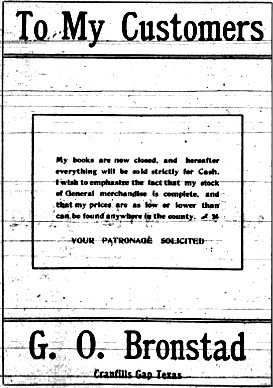 To My Customers
My books are now closed, and hereafter
everything will be sold strictly for Cash.
I wish to emphasize the fact that my stock
of General merchandise is complete, and
that my prices are as low or lower than
can be found anywhere in the county.
YOUR PATRONAGE SOLICITED
G. O. Bronstad
Cranfills Gap Texas